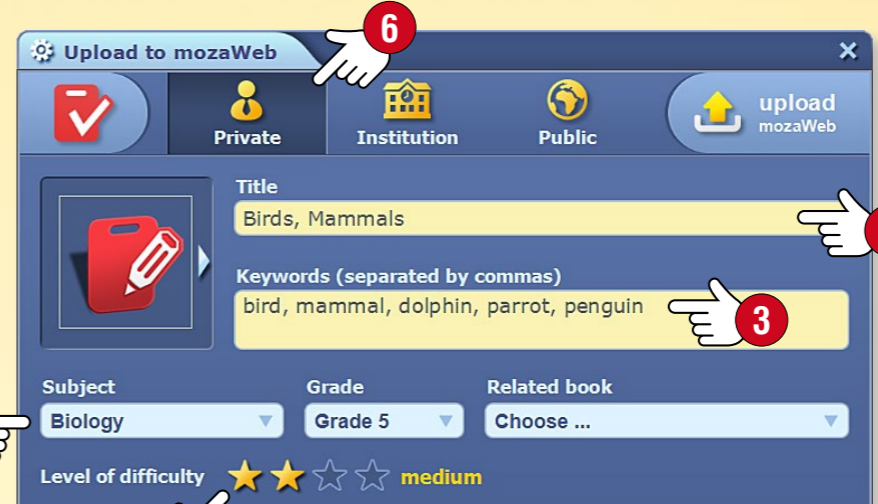 6
Upload to mozaWeb
Private
Institution
Public
upload
mozaWeb
Title
Birds, Mammals
Keywords (separated by commas)
bird, mammal, dolphin, parrot, penguin
3
Subject
Grade
Related book
Biology
Grade 5
Choose ...
Level of difficulty
medium